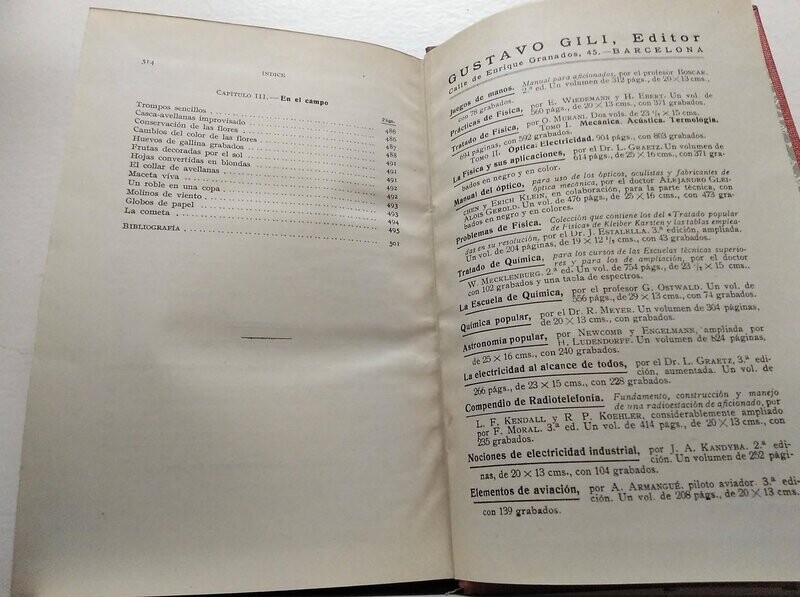 514
INDICE
CAPÍTULO III.—En el campo
Págs.
Trompos sencillos 486
Casca-avellanas improvisado 486
Conservación de las flores 486
Cambios del color de las flores 488
Huevos de gallina grabados 488
Frutas decoradas por el sol 491
Hojas convertidas en blondas 491
El collar de avellanas 491
Maceta viva 492
Un roble en una copa 492
Molinos de viento 493
Globos de papel 494
La cometa 495
BIBLIOGRAFÍA 501
GUSTAVO GILI, Editor
Calle de Enrique Granados, 45.—BARCELONA
Juegos de manos. Manual para aficionados, por el profesor BOSCAR.
2.ª ed. Un volumen de 312 págs., de 20 × 13 cms.,
con 78 grabados.
Prácticas de Física, por E. WIEDEMANN y H. EBERT. Un vol. de
560 págs., de 20 × 13 cms., con 371 grabados.
Tratado de Física, por O. MURANI. Dos vols. de 23 ½ × 15 cms.
TOMO I. Mecánica. Acústica. Termología,
694 páginas, con 592 grabados.
TOMO II. Optica. Electricidad. 904 págs., con 803 grabados.
La Física y sus aplicaciones, por el Dr. L. GRAETZ. Un volumen de
614 págs., de 25 × 16 cms., con 371 gra-
bados en negro y en color.
Manual del óptico, para uso de los ópticos, oculistas y fabricantes de
óptica mecánica, por el doctor ALEJANDRO GLEI-
CHEN y ERICH KLEIN, en colaboración, para la parte técnica, con
ALOIS GEROLD. Un vol. de 476 págs., de 25 × 16 cms., con 473 gra-
bados en negro y en colores.
Problemas de Física. Colección que contiene los del «Tratado popular
de Física» de Kleiber Karsten y las tablas emplea-
das en su resolución, por el Dr. J. ESTALELLA. 3.ª edición, ampliada.
Un vol. de 204 páginas, de 19 × 12 ½ cms., con 43 grabados.
Tratado de Química, para los cursos de las Escuelas técnicas superio-
res y para los de ampliación, por el doctor
W. MECKLENBURG. 2.ª ed. Un vol. de 754 págs., de 23 ½ × 15 cms.,
con 102 grabados y una tabla de espectros.
La Escuela de Química, por el profesor G. OSTWALD. Un vol. de
556 págs., de 20 × 13 cms., con 74 grabados.
Química popular, por el Dr. R. MEYER. Un vol. de 304 páginas,
de 20 × 13 cms., con grabados.
Astronomía popular, por NEWCOMB y ENGELMANN, ampliada por
H. LUDENDORFF. Un volumen de 824 páginas,
de 25 × 16 cms., con 240 grabados.
La electricidad al alcance de todos, por el Dr. L. GRAETZ, 3.ª edi-
ción, aumentada. Un vol. de
266 págs., de 23 × 15 cms., con 228 grabados.
Compendio de Radiotelefonía. Fundamento, construcción y manejo
de una radioestación de aficionado, por
L. F. KENDALL y R P. KOEHLER, considerablemente ampliado
por F. MORAL. 3.ª ed. Un vol. de 414 págs., de 20 × 13 cms., con
235 grabados.
Nociones de electricidad industrial, por J. A. KANDYBA. 2.ª edi-
ción. Un volumen de 252 pági-
nas, de 20 × 13 cms., con 104 grabados.
Elementos de aviación, por A. ARMANGUÉ, piloto aviador. 3.ª edi-
ción. Un vol. de 208 págs., de 20 × 13 cms.
con 139 grabados.